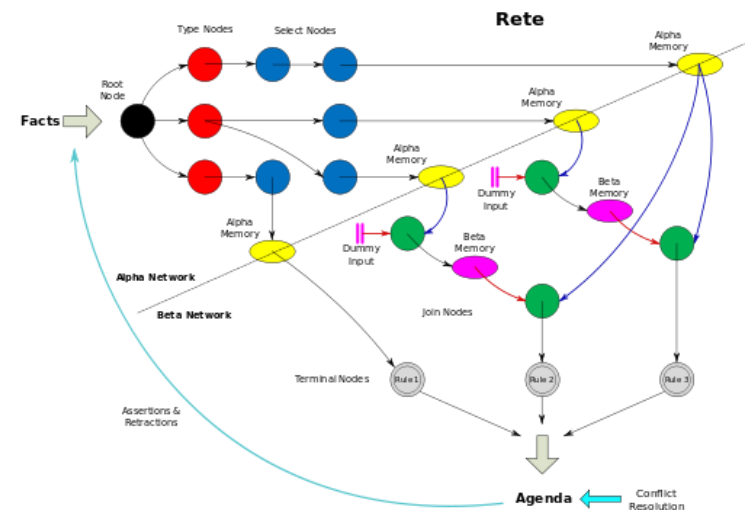 Rete
Type Nodes
Select Nodes
Alpha
Memory
Root
Node
Facts
Alpha
Memory
Alpha
Memory
Dummy
Input
Beta
Memory
Alpha
Memory
Dummy
Input
Beta
Memory
Alpha Network
Beta Network
Join Nodes
Terminal Nodes
Rule 1
Rule 2
Rule 3
Assertions &
Retractions
Agenda
Conflict
Resolution